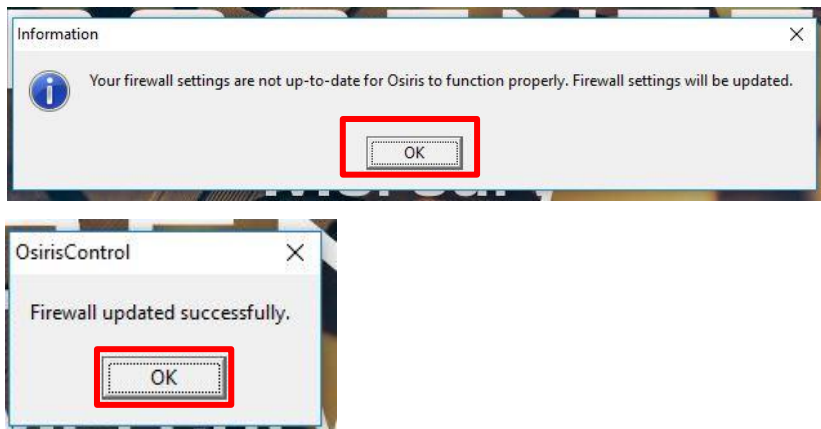 Information
Your firewall settings are not up-to-date for Osiris to function properly. Firewall settings will be updated.
OK
OsirisControl
Firewall updated successfully.
OK